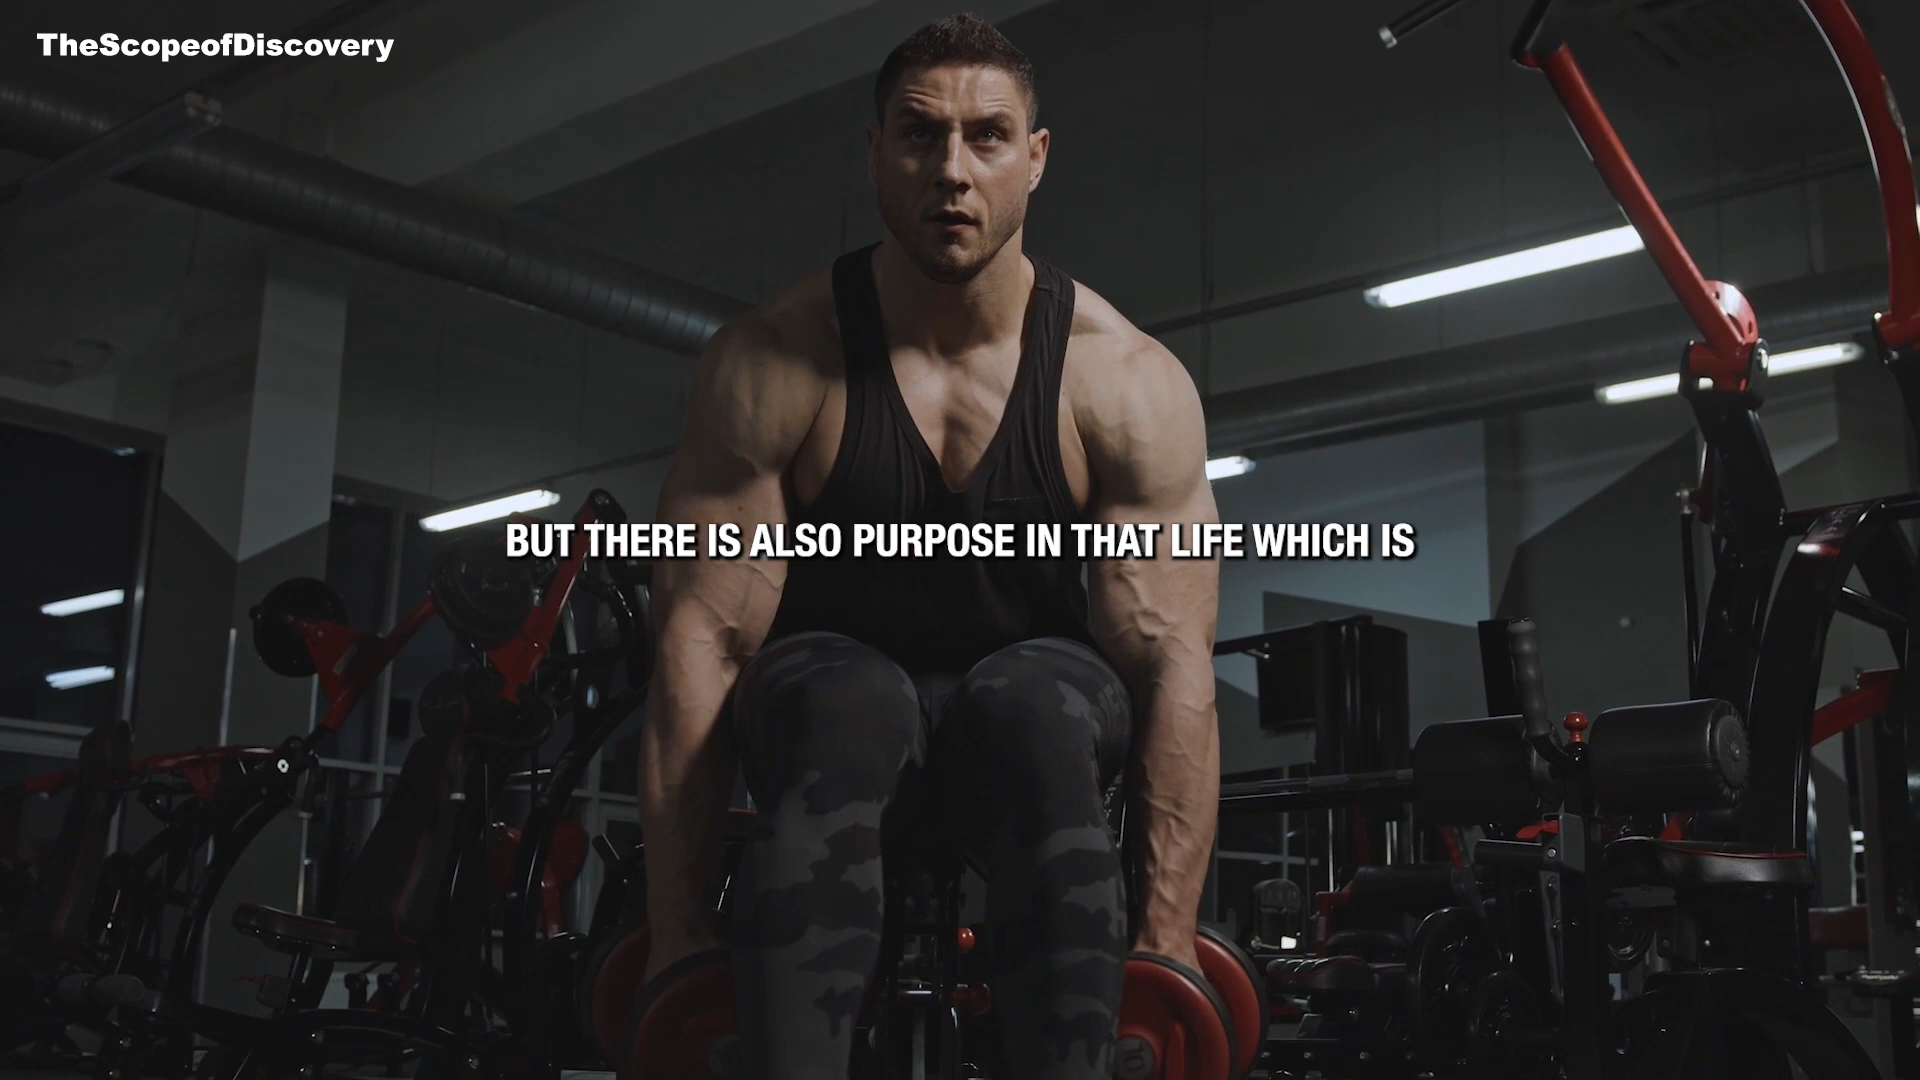 TheScopeofDiscovery
BUT THERE IS ALSO PURPOSE IN THAT LIFE WHICH IS